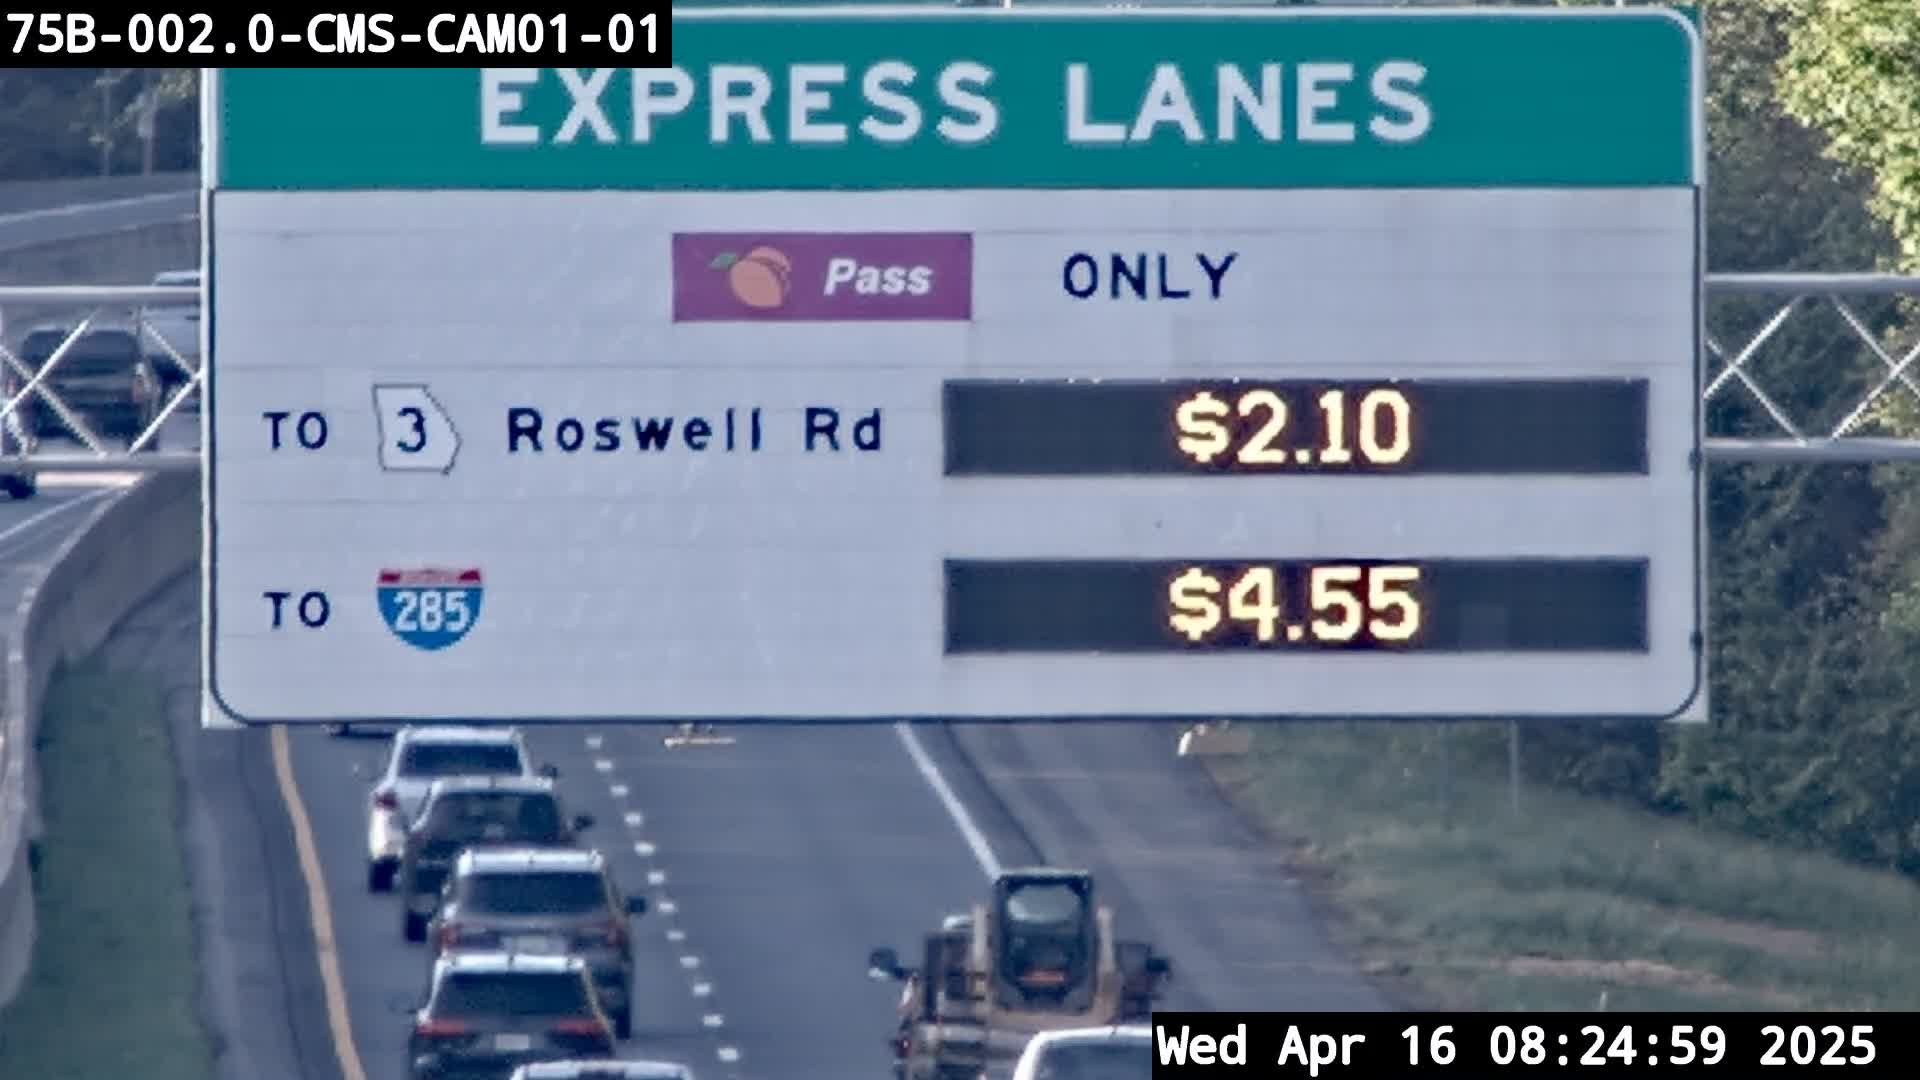 75B-002.0-CMS-CAM01-01
EXPRESS LANES
Pass ONLY
TO 3 Roswell Rd $2.10
TO 285 $4.55
Wed Apr 16 08:24:59 2025